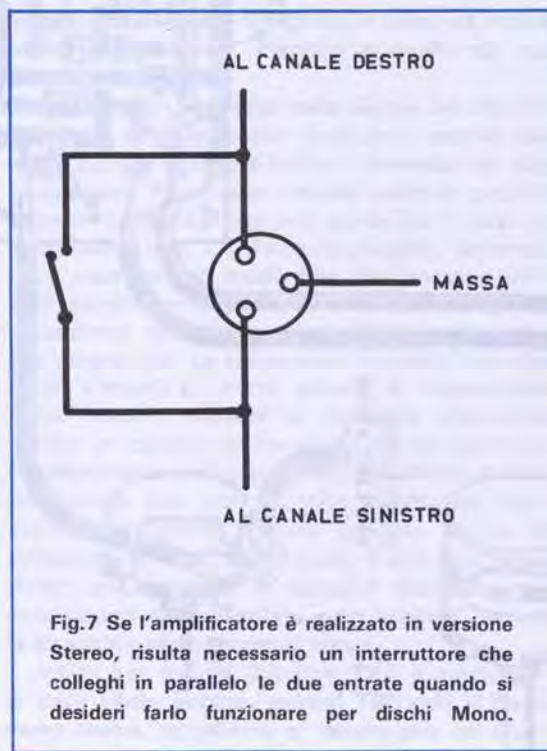 AL CANALE DESTRO
MASSA
AL CANALE SINISTRO
Fig.7 Se l'amplificatore è realizzato in versione
Stereo, risulta necessario un interruttore che
colleghi in parallelo le due entrate quando si
desideri farlo funzionare per dischi Mono.